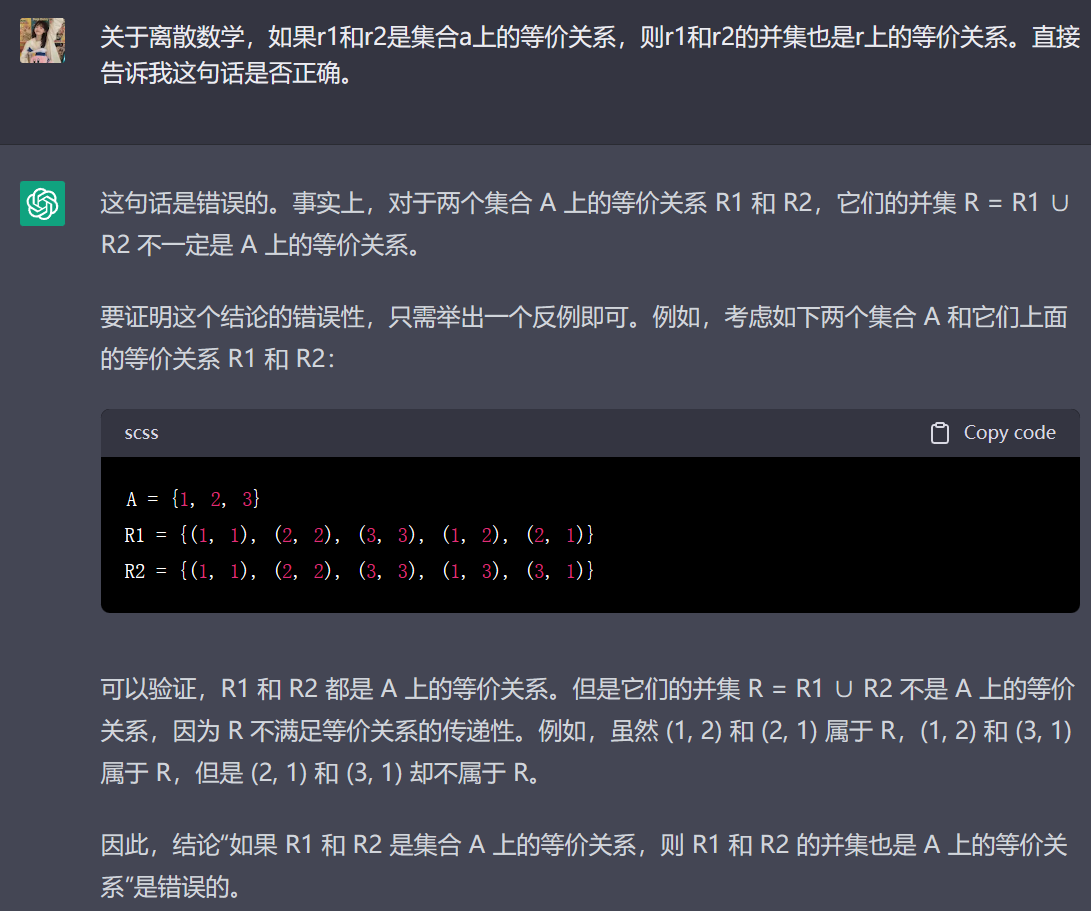 关于离散数学，如果r1和r2是集合a上的等价关系，则r1和r2的并集也是r上的等价关系。直接
告诉我这句话是否正确。
这句话是错误的。事实上，对于两个集合 A 上的等价关系 R1 和 R2，它们的并集 R = R1 ∪
R2 不一定是 A 上的等价关系。
要证明这个结论的错误性，只需举出一个反例即可。例如，考虑如下两个集合 A 和它们上面
的等价关系 R1 和 R2：
scss
Copy code
A = {1, 2, 3}
R1 = {(1, 1), (2, 2), (3, 3), (1, 2), (2, 1)}
R2 = {(1, 1), (2, 2), (3, 3), (1, 3), (3, 1)}
可以验证，R1 和 R2 都是 A 上的等价关系。但是它们的并集 R = R1 ∪ R2 不是 A 上的等价
关系，因为 R 不满足等价关系的传递性。例如，虽然 (1, 2) 和 (2, 1) 属于 R，(1, 2) 和 (3, 1)
属于 R，但是 (2, 1) 和 (3, 1) 却不属于 R。
因此，结论“如果 R1 和 R2 是集合 A 上的等价关系，则 R1 和 R2 的并集也是 A 上的等价关
系”是错误的。